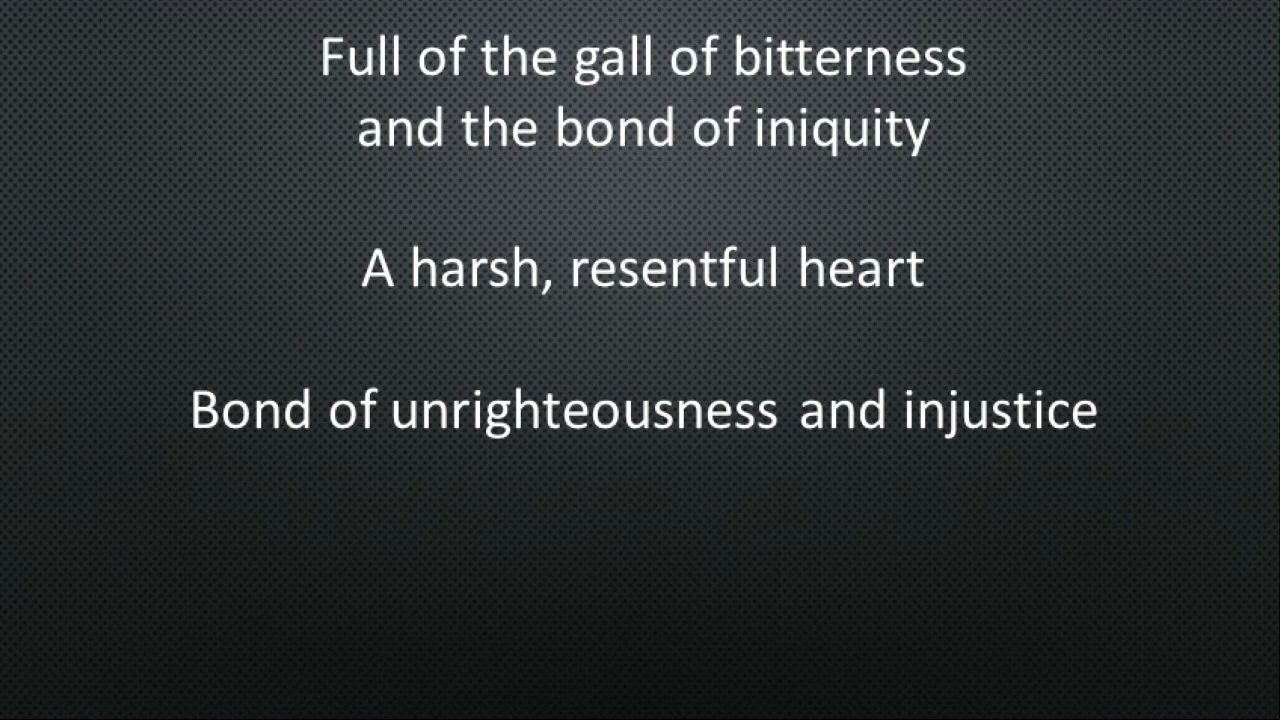 Full of the gall of bitterness
and the bond of iniquity
A harsh, resentful heart
Bond of unrighteousness and injustice